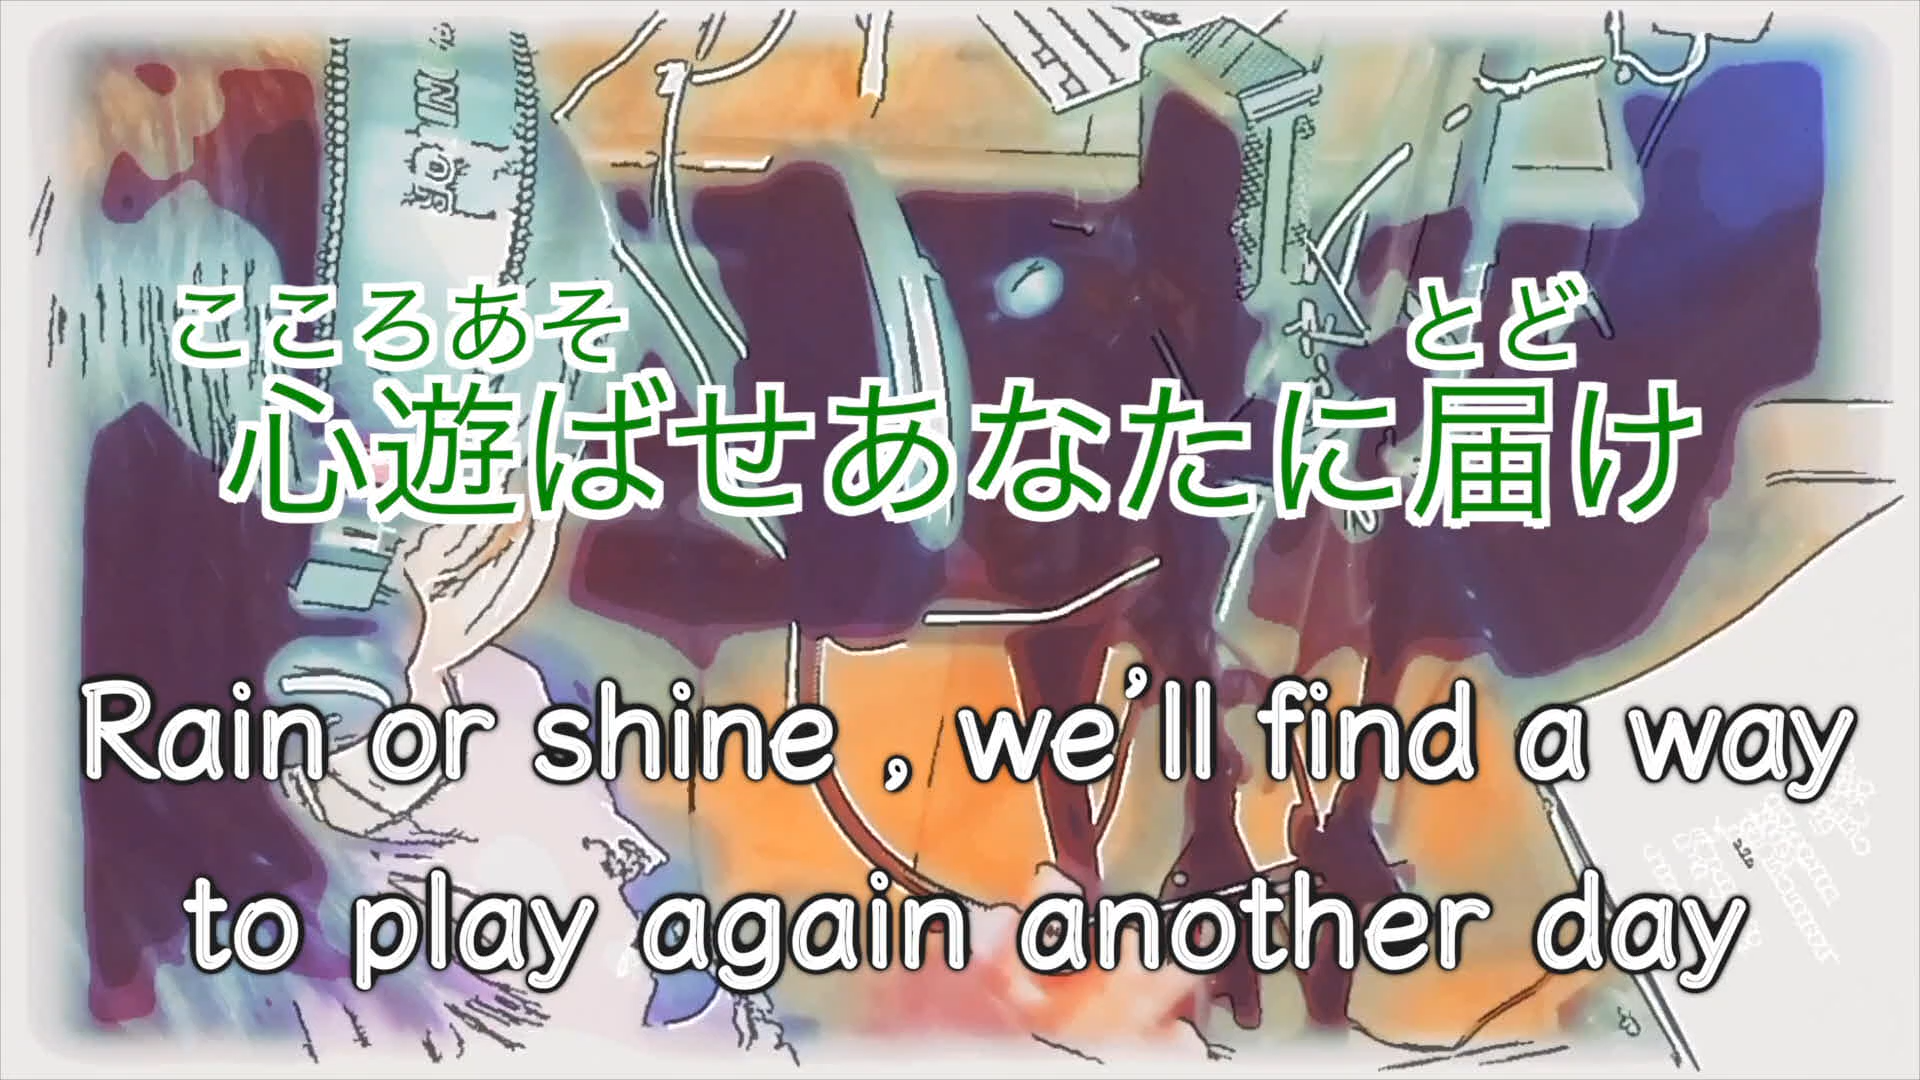 こころあそ とど
心遊ばせあなたに届け
Rain or shine , we'll find a way
to play again another day